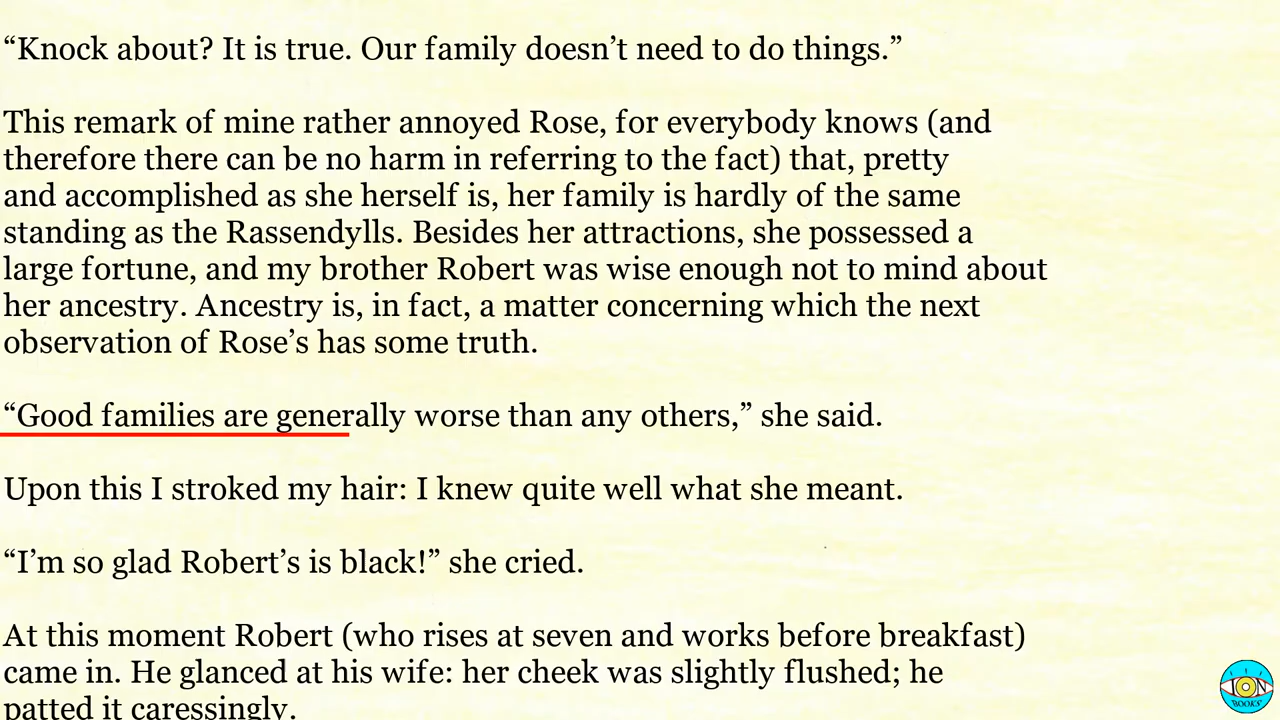 “Knock about? It is true. Our family doesn’t need to do things.”
This remark of mine rather annoyed Rose, for everybody knows (and
therefore there can be no harm in referring to the fact) that, pretty
and accomplished as she herself is, her family is hardly of the same
standing as the Rassendylls. Besides her attractions, she possessed a
large fortune, and my brother Robert was wise enough not to mind about
her ancestry. Ancestry is, in fact, a matter concerning which the next
observation of Rose’s has some truth.
“Good families are generally worse than any others,” she said.
Upon this I stroked my hair: I knew quite well what she meant.
“I’m so glad Robert’s is black!” she cried.
At this moment Robert (who rises at seven and works before breakfast)
came in. He glanced at his wife: her cheek was slightly flushed; he
patted it caressingly.
ION
BOOKS